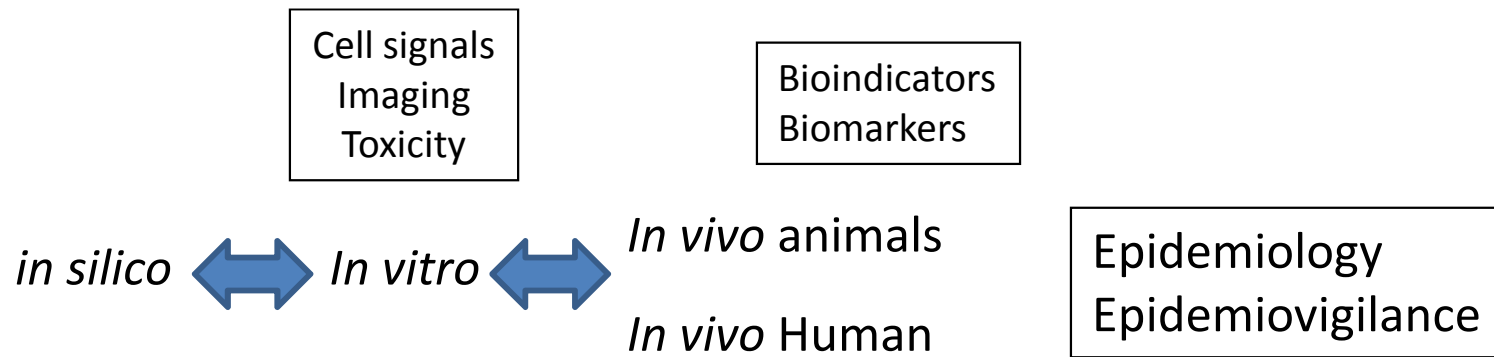 Cell signals
Imaging
Toxicity
Bioindicators
Biomarkers
in silico
In vitro
In vivo animals
In vivo Human
Epidemiology
Epidemiovigilance